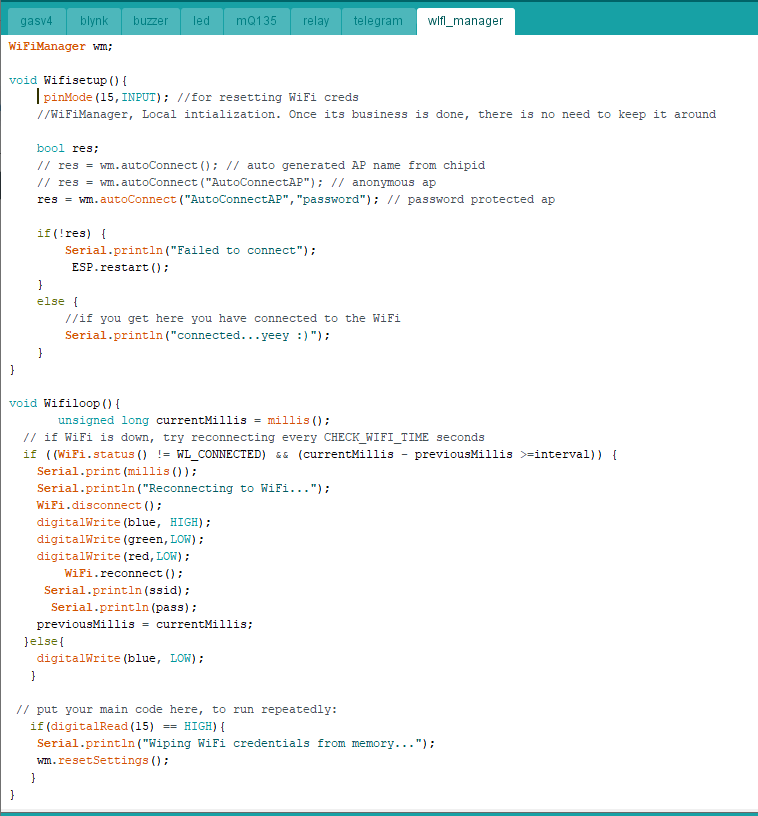 gasv4 blynk buzzer led mQ135 relay telegram wifi_manager
WiFiManager wm;
void Wifisetup(){
pinMode(15,INPUT); //for resetting WiFi creds
//WiFiManager, Local intialization. Once its business is done, there is no need to keep it around
bool res;
// res = wm.autoConnect(); // auto generated AP name from chipid
// res = wm.autoConnect("AutoConnectAP"); // anonymous ap
res = wm.autoConnect("AutoConnectAP","password"); // password protected ap
if(!res) {
Serial.println("Failed to connect");
ESP.restart();
}
else {
//if you get here you have connected to the WiFi
Serial.println("connected...yeey :)");
}
}
void Wifiloop(){
unsigned long currentMillis = millis();
// if WiFi is down, try reconnecting every CHECK_WIFI_TIME seconds
if ((WiFi.status() != WL_CONNECTED) && (currentMillis - previousMillis >=interval)) {
Serial.print(millis());
Serial.println("Reconnecting to WiFi...");
WiFi.disconnect();
digitalWrite(blue, HIGH);
digitalWrite(green,LOW);
digitalWrite(red,LOW);
WiFi.reconnect();
Serial.println(ssid);
Serial.println(pass);
previousMillis = currentMillis;
}else{
digitalWrite(blue, LOW);
}
// put your main code here, to run repeatedly:
if(digitalRead(15) == HIGH){
Serial.println("Wiping WiFi credentials from memory...");
wm.resetSettings();
}
}